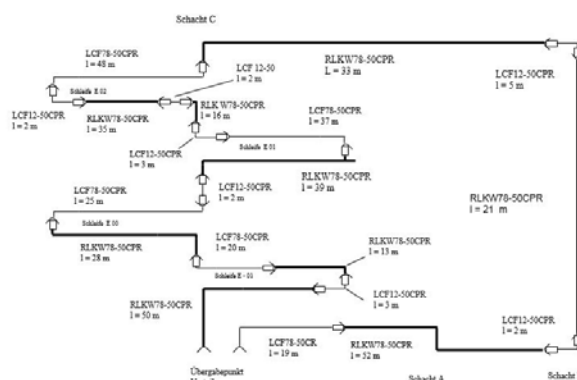 Schacht C
LCF78-50CPR
l = 48 m
RLKW78-50CPR
L = 33 m
LCF 12-50
l = 2 m
LCF12-50CPR
l = 5 m
Schleife E 02
LCF12-50CPR
l = 2 m
RLKW78-50CPR
l = 35 m
RLKW78-50CPR
l = 16 m
LCF78-50CPR
l = 37 m
LCF12-50CPR
l = 3 m
Schleife E 01
RLKW78-50CPR
l = 39 m
LCF78-50CPR
l = 25 m
LCF12-50CPR
l = 2 m
RLKW78-50CPR
l = 21 m
Schleife E 00
LCF78-50CPR
l = 20 m
RLKW78-50CPR
l = 28 m
RLKW78-50CPR
l = 13 m
Schleife E - 01
RLKW78-50CPR
l = 50 m
LCF12-50CPR
l = 3 m
LCF12-50CPR
l = 2 m
LCF78-50CR
l = 19 m
RLKW78-50CPR
l = 52 m
Übergabepunkt
Schacht A
Schacht